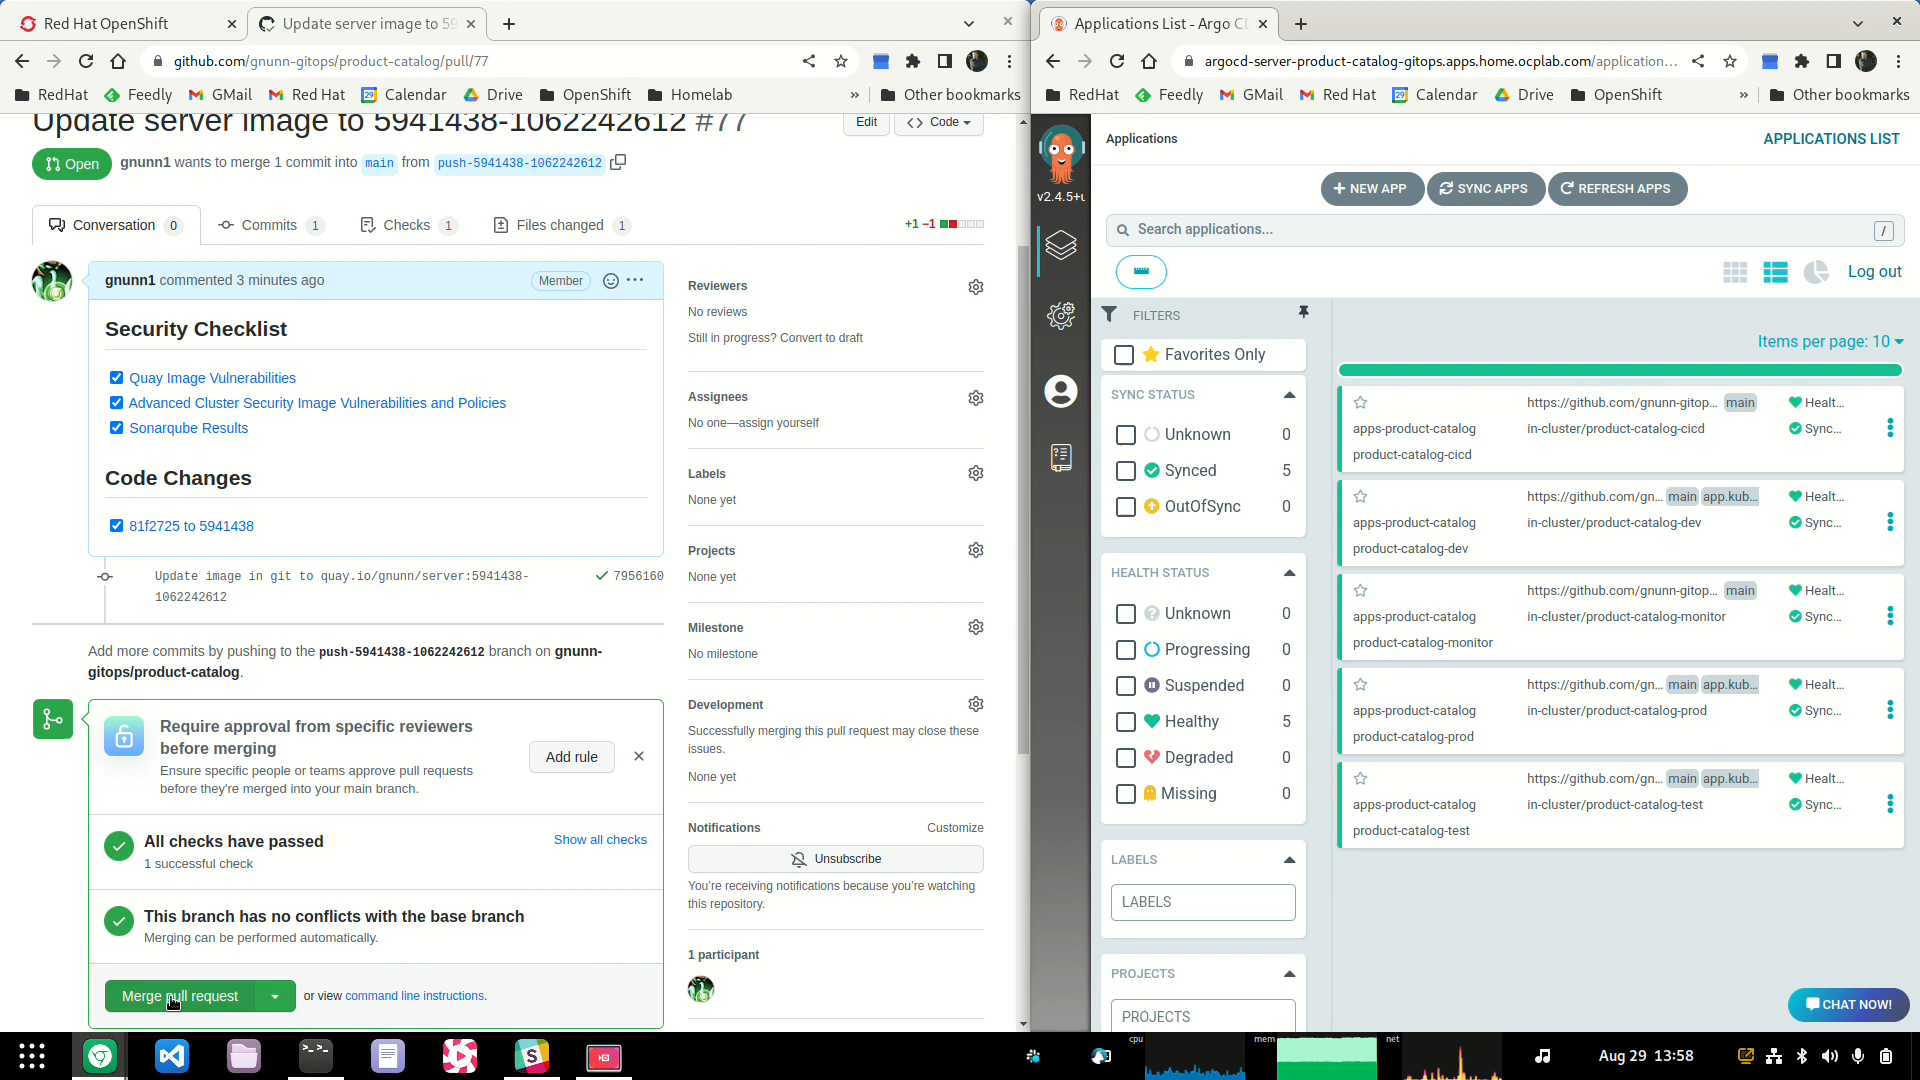 Red Hat OpenShift
Update server image to 59
github.com/gnunn-gitops/product-catalog/pull/77
RedHat
Feedly
GMail
Red Hat
Calendar
Drive
OpenShift
Homelab
»
Other bookmarks
Update server image to 5941438-1062242612 #77
Edit
Code
Open
gnunn1 wants to merge 1 commit into main from push-5941438-1062242612
Conversation 0
Commits 1
Checks 1
Files changed 1
+1 −1
gnunn1 commented 3 minutes ago
Member
Security Checklist
Quay Image Vulnerabilities
Advanced Cluster Security Image Vulnerabilities and Policies
Sonarqube Results
Code Changes
81f2725 to 5941438
Update image in git to quay.io/gnunn/server:5941438-
1062242612
7956160
Add more commits by pushing to the push-5941438-1062242612 branch on gnunn-
gitops/product-catalog.
Require approval from specific reviewers
before merging
Ensure specific people or teams approve pull requests
before they're merged into your main branch.
Add rule
All checks have passed
1 successful check
Show all checks
This branch has no conflicts with the base branch
Merging can be performed automatically.
Merge pull request
or view command line instructions.
Reviewers
No reviews
Still in progress? Convert to draft
Assignees
No one—assign yourself
Labels
None yet
Projects
None yet
Milestone
No milestone
Development
Successfully merging this pull request may close these
issues.
None yet
Notifications
Customize
Unsubscribe
You're receiving notifications because you're watching
this repository.
1 participant
Applications List - Argo CD
argocd-server-product-catalog-gitops.apps.home.ocplab.com/application...
RedHat
Feedly
GMail
Red Hat
Calendar
Drive
OpenShift
»
Other bookmarks
v2.4.5+u
Applications
APPLICATIONS LIST
+ NEW APP
SYNC APPS
REFRESH APPS
Search applications...
/
Log out
FILTERS
Favorites Only
SYNC STATUS
Unknown 0
Synced 5
OutOfSync 0
HEALTH STATUS
Unknown 0
Progressing 0
Suspended 0
Healthy 5
Degraded 0
Missing 0
LABELS
LABELS
PROJECTS
PROJECTS
Items per page: 10
https://github.com/gnunn-gitop... main Healt...
apps-product-catalog in-cluster/product-catalog-cicd Sync...
product-catalog-cicd
https://github.com/gn... main app.kub... Healt...
apps-product-catalog in-cluster/product-catalog-dev Sync...
product-catalog-dev
https://github.com/gnunn-gitop... main Healt...
apps-product-catalog in-cluster/product-catalog-monitor Sync...
product-catalog-monitor
https://github.com/gn... main app.kub... Healt...
apps-product-catalog in-cluster/product-catalog-prod Sync...
product-catalog-prod
https://github.com/gn... main app.kub... Healt...
apps-product-catalog in-cluster/product-catalog-test Sync...
product-catalog-test
CHAT NOW!
cpu
mem
net
Aug 29 13:58